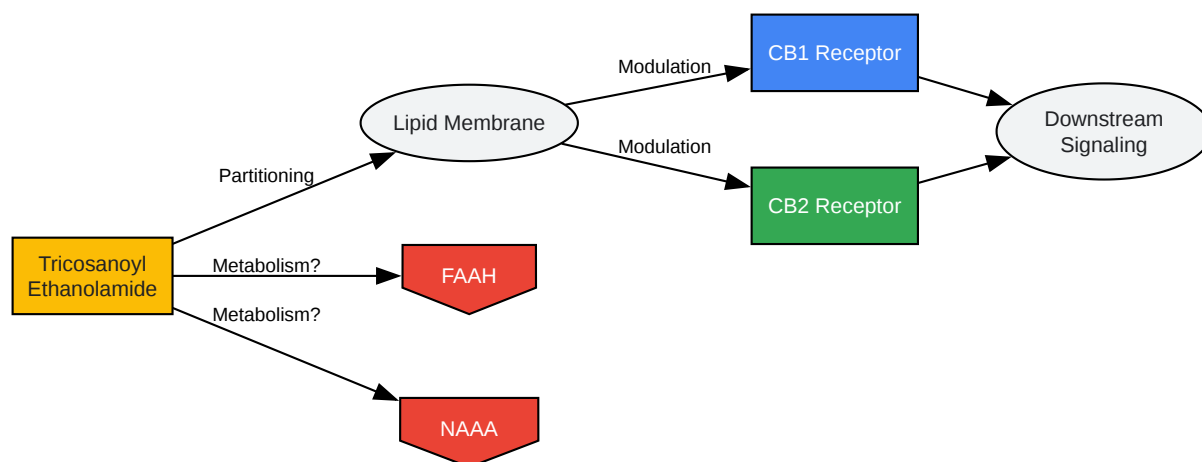 CB1 Receptor
Modulation
Lipid Membrane
Downstream
Signaling
Modulation
Partitioning
CB2 Receptor
Tricosanoyl
Ethanolamide
Metabolism?
FAAH
Metabolism?
NAAA